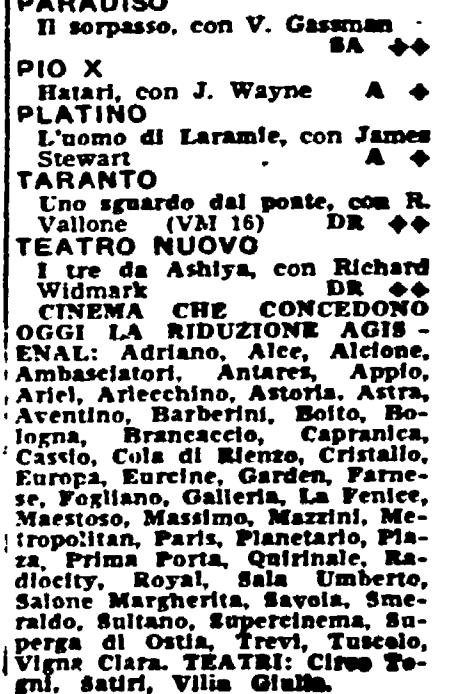 PARADISO
Il sorpasso, con V. Gassman
SA ◆◆
PIO X
Hatari, con J. Wayne A ◆
PLATINO
L'uomo di Laramie, con James
Stewart A ◆
TARANTO
Uno sguardo dal ponte, con R.
Vallone (VM 16) DR ◆◆
TEATRO NUOVO
I tre da Ashiya, con Richard
Widmark DR ◆◆
CINEMA CHE CONCEDONO
OGGI LA RIDUZIONE AGIS -
ENAL: Adriano, Alce, Alcione,
Ambasciatori, Antares, Appio,
Ariel, Arlecchino, Astoria, Astra,
Aventino, Barberini, Boito, Bo-
logna, Brancaccio, Capranica,
Cassio, Cola di Rienzo, Cristallo,
Europa, Eurcine, Garden, Farne-
se, Fogliano, Galleria, La Fenice,
Maestoso, Massimo, Mazzini, Me-
tropolitan, Paris, Planetario, Pla-
za, Prima Porta, Quirinale, Ra-
diocity, Royal, Sala Umberto,
Salone Margherita, Savoia, Sme-
raldo, Sultano, Supercinema, Su-
perga di Ostia, Trevi, Tuscolo,
Vigna Clara. TEATRI: Circo To-
gni, Satiri, Villa Giulia.